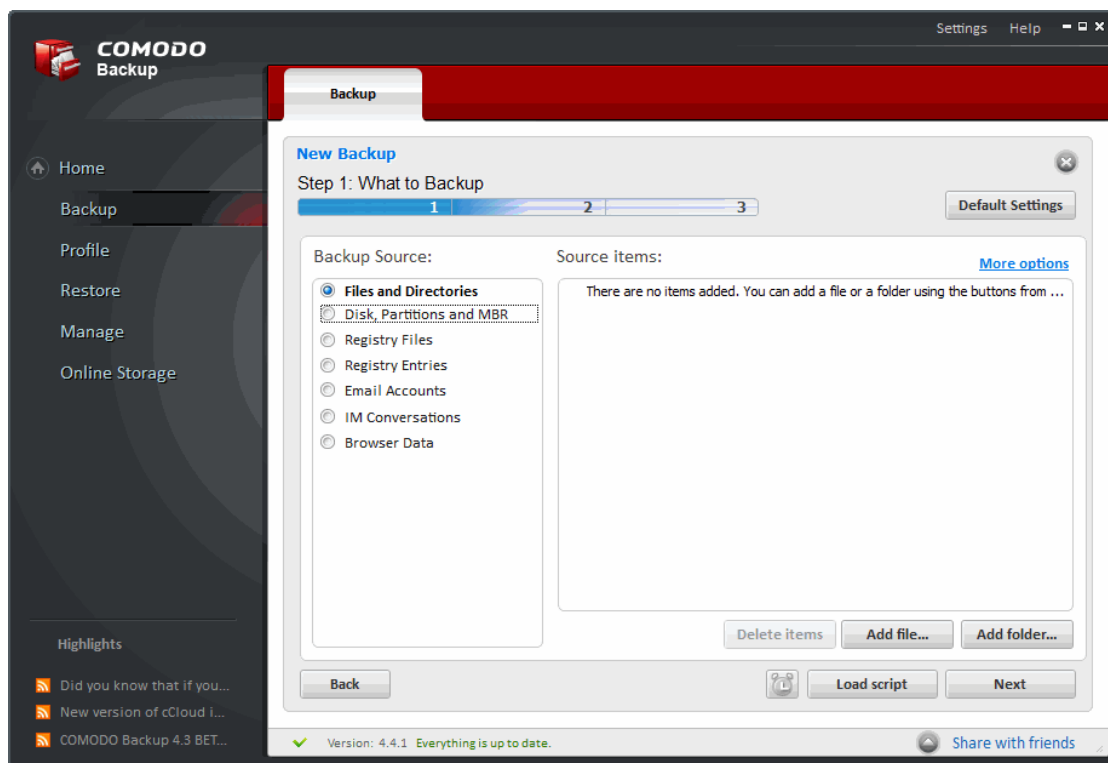 Settings Help
COMODO
Backup
Backup
Home
Backup
Profile
Restore
Manage
Online Storage
New Backup
Step 1: What to Backup
1 2 3
Default Settings
Backup Source:
Files and Directories
Disk, Partitions and MBR
Registry Files
Registry Entries
Email Accounts
IM Conversations
Browser Data
Source items:
More options
There are no items added. You can add a file or a folder using the buttons from ...
Delete items Add file... Add folder...
Back Load script Next
Highlights
Did you know that if you...
New version of cCloud i...
COMODO Backup 4.3 BET...
Version: 4.4.1 Everything is up to date.
Share with friends